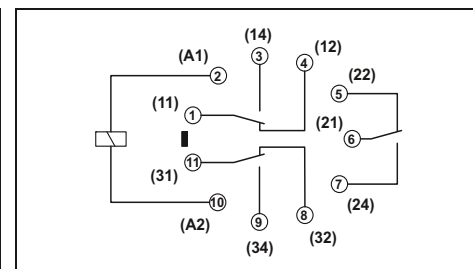 (14) (12)
(A1) 3 4 (22)
2 5
(11) 1 (21) 6
11
(31) 7
10 9 8 (24)
(A2) (34) (32)